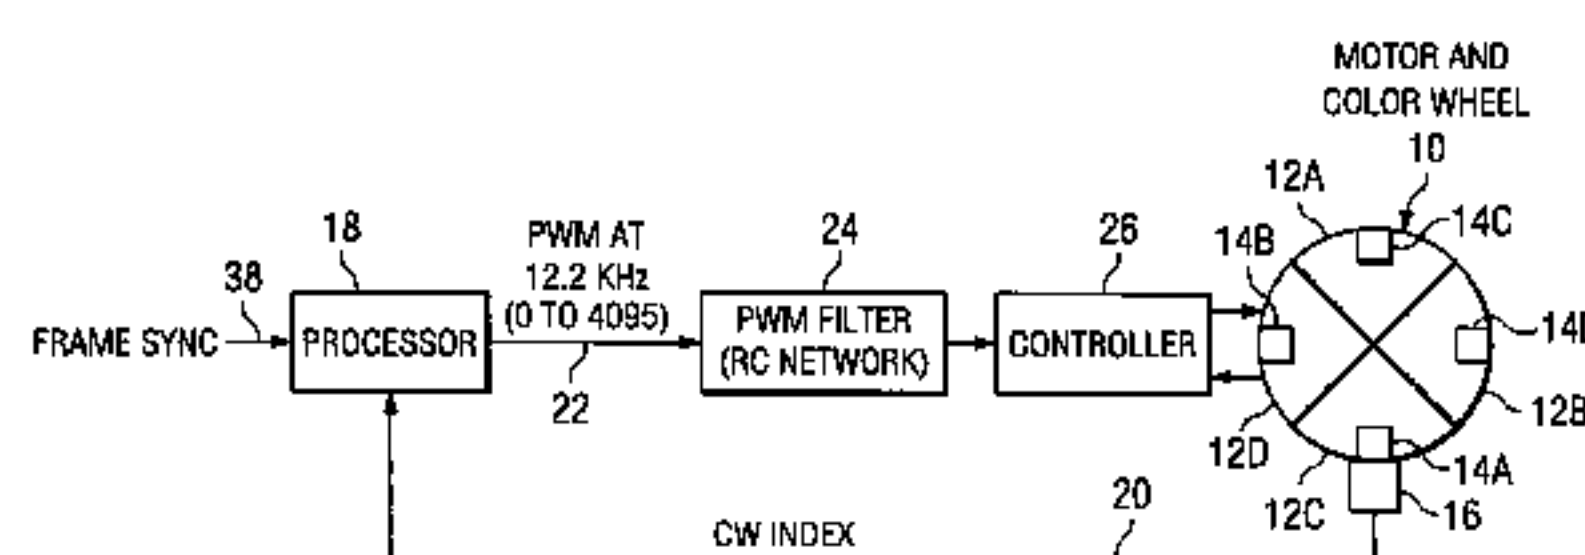 MOTOR AND
COLOR WHEEL
10
12A
14C
14B
18
PWM AT
12.2 KHz
(0 TO 4095)
24
26
38
FRAME SYNC
PROCESSOR
22
PWM FILTER
(RC NETWORK)
CONTROLLER
12B
12D
14A
12C
16
20
CW INDEX